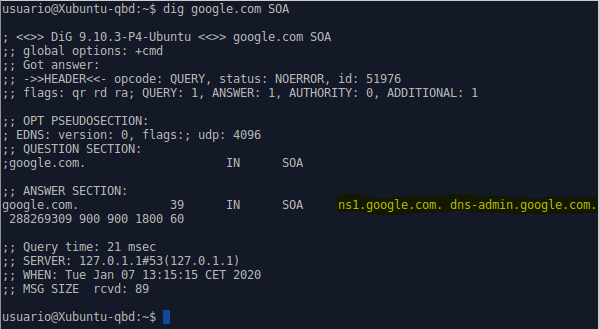 usuario@Xubuntu-qbd:~$ dig google.com SOA
; <<>> DiG 9.10.3-P4-Ubuntu <<>> google.com SOA
;; global options: +cmd
;; Got answer:
;; ->>HEADER<<- opcode: QUERY, status: NOERROR, id: 51976
;; flags: qr rd ra; QUERY: 1, ANSWER: 1, AUTHORITY: 0, ADDITIONAL: 1
;; OPT PSEUDOSECTION:
; EDNS: version: 0, flags:; udp: 4096
;; QUESTION SECTION:
;google.com. IN SOA
;; ANSWER SECTION:
google.com. 39 IN SOA ns1.google.com. dns-admin.google.com.
288269309 900 900 1800 60
;; Query time: 21 msec
;; SERVER: 127.0.1.1#53(127.0.1.1)
;; WHEN: Tue Jan 07 13:15:15 CET 2020
;; MSG SIZE rcvd: 89
usuario@Xubuntu-qbd:~$